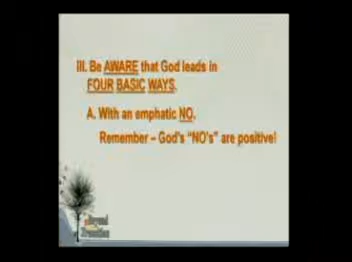 III. Be AWARE that God leads in
FOUR BASIC WAYS.
A. With an emphatic NO.
Remember – God's "NO's" are positive!